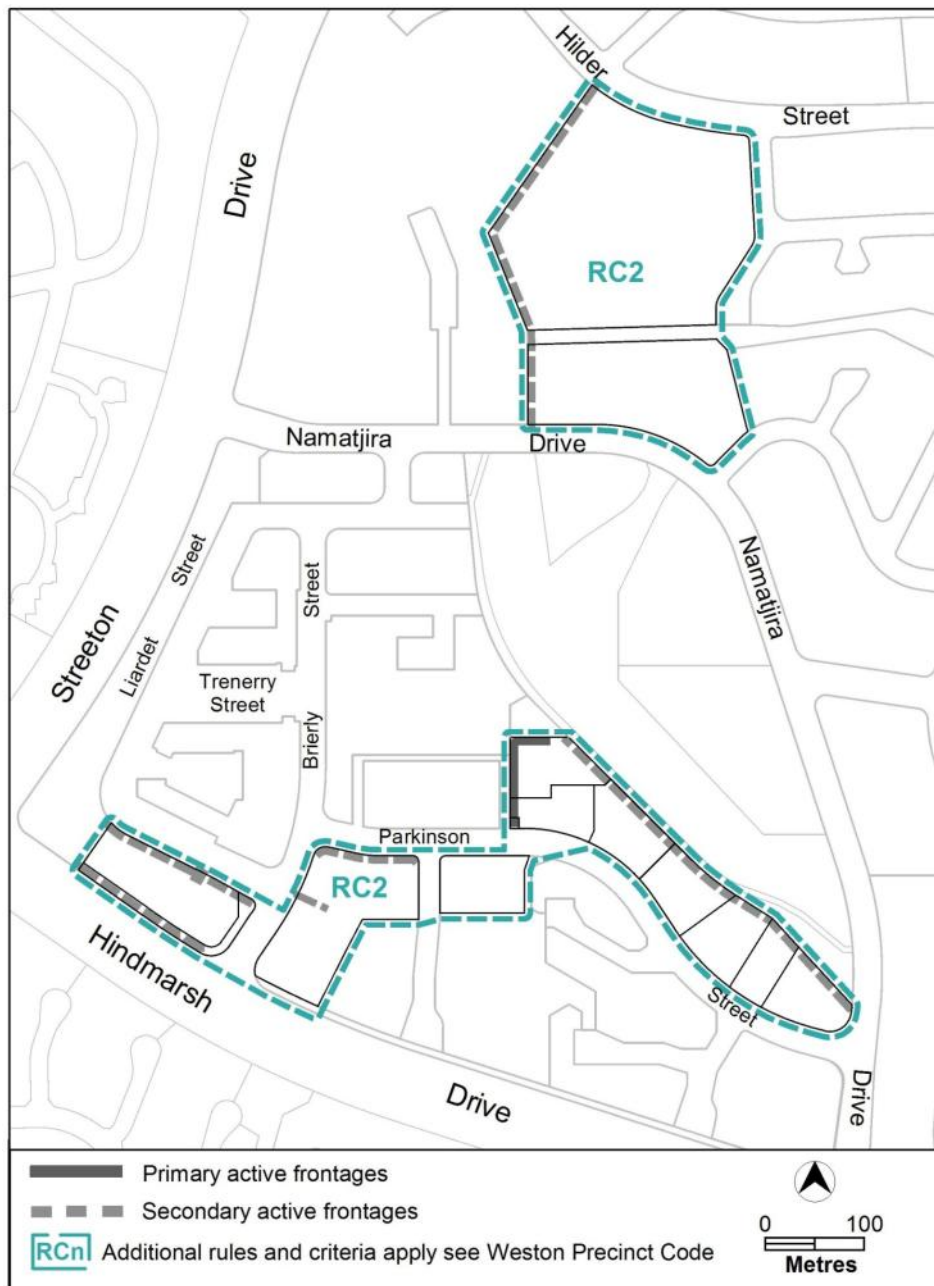 Hilder
Street
Drive
RC2
Namatjira
Drive
Street
Street
Namatjira
Streeton
Liardet
Trenerry
Street
Brierly
Parkinson
RC2
Hindmarsh
Street
Drive
Drive
Primary active frontages
Secondary active frontages
RCn Additional rules and criteria apply see Weston Precinct Code
0 100
Metres